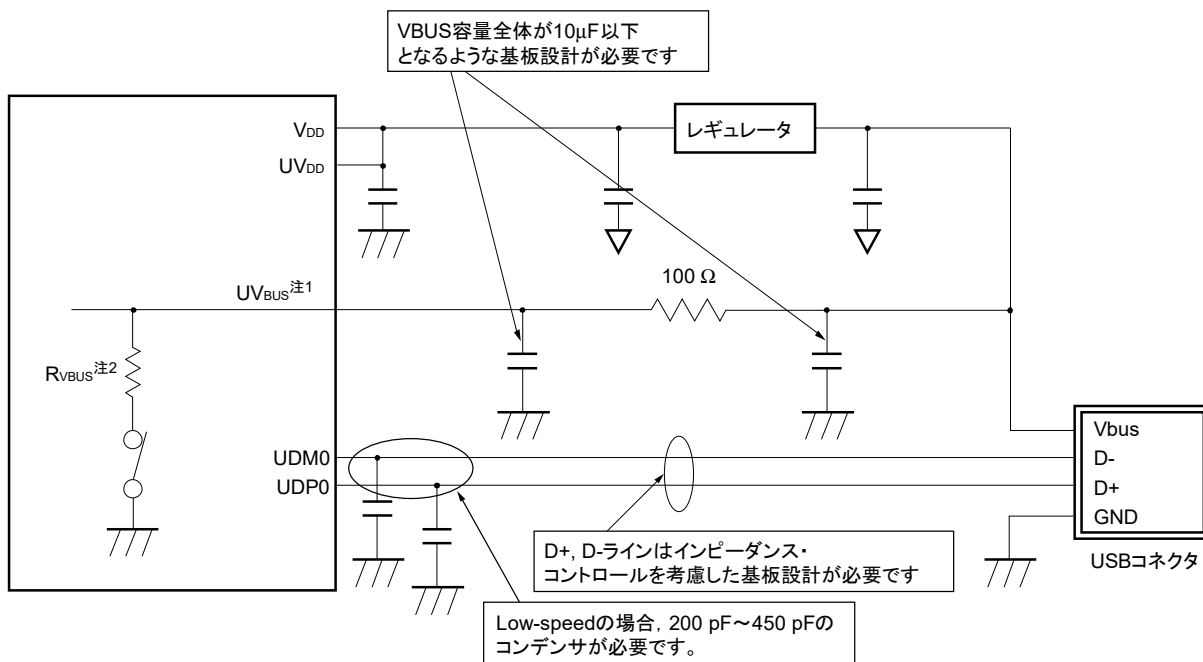 VBUS容量全体が10μF以下
となるような基板設計が必要です
VDD
レギュレータ
UVDD
100 Ω
UVBUS注1
RVBUS注2
Vbus
UDM0
D-
UDP0
D+
GND
USBコネクタ
D+, D-ラインはインピーダンス・
コントロールを考慮した基板設計が必要です
Low-speedの場合, 200 pF～450 pFの
コンデンサが必要です。